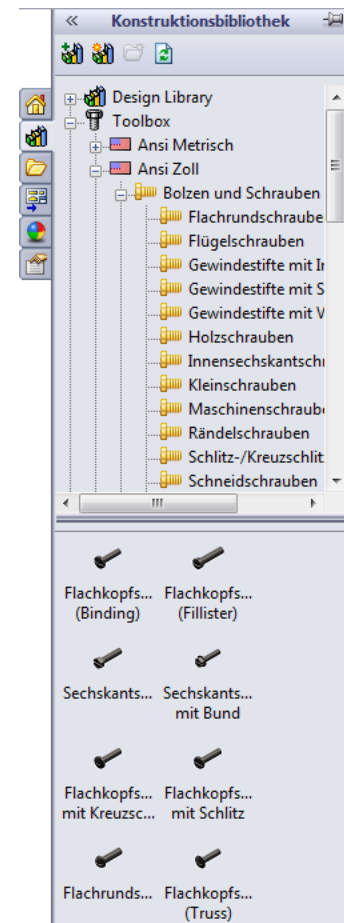 Konstruktionsbibliothek
Design Library
Toolbox
Ansi Metrisch
Ansi Zoll
Bolzen und Schrauben
Flachrundschraube
Flügelschrauben
Gewindestifte mit Ir
Gewindestifte mit S
Gewindestifte mit V
Holzschrauben
Innensechskantschr
Kleinschrauben
Maschinenschraub
Rändelschrauben
Schlitz-/Kreuzschlit
Schneidschrauben
Flachkopfs... Flachkopfs...
(Binding) (Fillister)
Sechskants... Sechskants...
mit Bund
Flachkopfs... Flachkopfs...
mit Kreuzsc... mit Schlitz
Flachrunds... Flachkopfs...
(Truss)